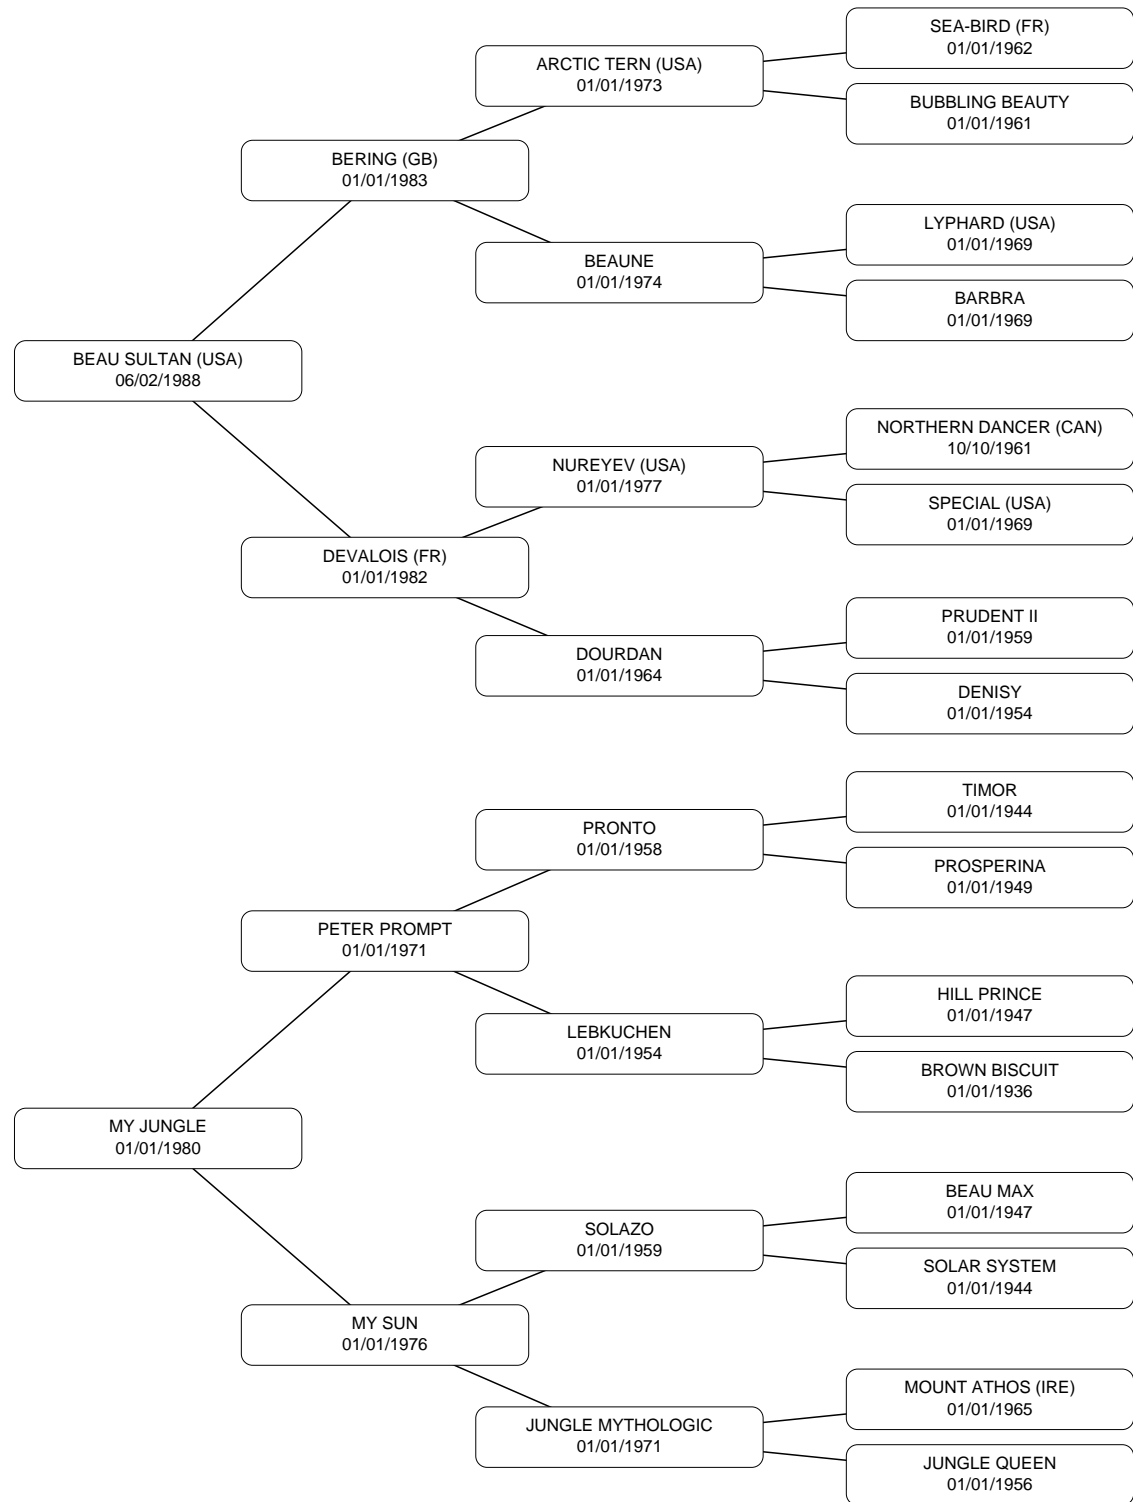 SEA-BIRD (FR)
01/01/1962
ARCTIC TERN (USA)
01/01/1973
BUBBLING BEAUTY
01/01/1961
BERING (GB)
01/01/1983
LYPHARD (USA)
01/01/1969
BEAUNE
01/01/1974
BARBRA
01/01/1969
BEAU SULTAN (USA)
06/02/1988
NORTHERN DANCER (CAN)
10/10/1961
NUREYEV (USA)
01/01/1977
SPECIAL (USA)
01/01/1969
DEVALOIS (FR)
01/01/1982
PRUDENT II
01/01/1959
DOURDAN
01/01/1964
DENISY
01/01/1954
TIMOR
01/01/1944
PRONTO
01/01/1958
PROSPERINA
01/01/1949
PETER PROMPT
01/01/1971
HILL PRINCE
01/01/1947
LEBKUCHEN
01/01/1954
BROWN BISCUIT
01/01/1936
MY JUNGLE
01/01/1980
BEAU MAX
01/01/1947
SOLAZO
01/01/1959
SOLAR SYSTEM
01/01/1944
MY SUN
01/01/1976
MOUNT ATHOS (IRE)
01/01/1965
JUNGLE MYTHOLOGIC
01/01/1971
JUNGLE QUEEN
01/01/1956